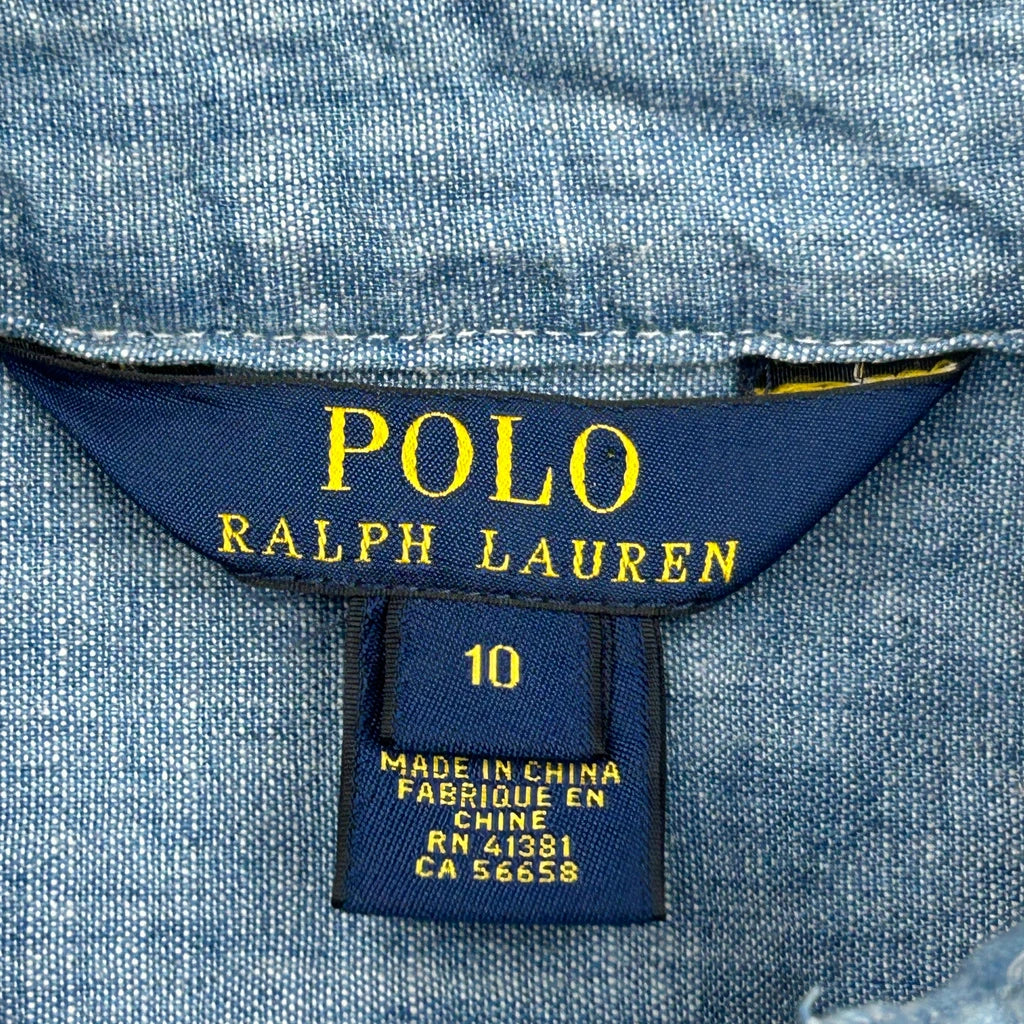 POLO
RALPH LAUREN
10
MADE IN CHINA
FABRIQUE EN
CHINE
RN 41381
CA 56658